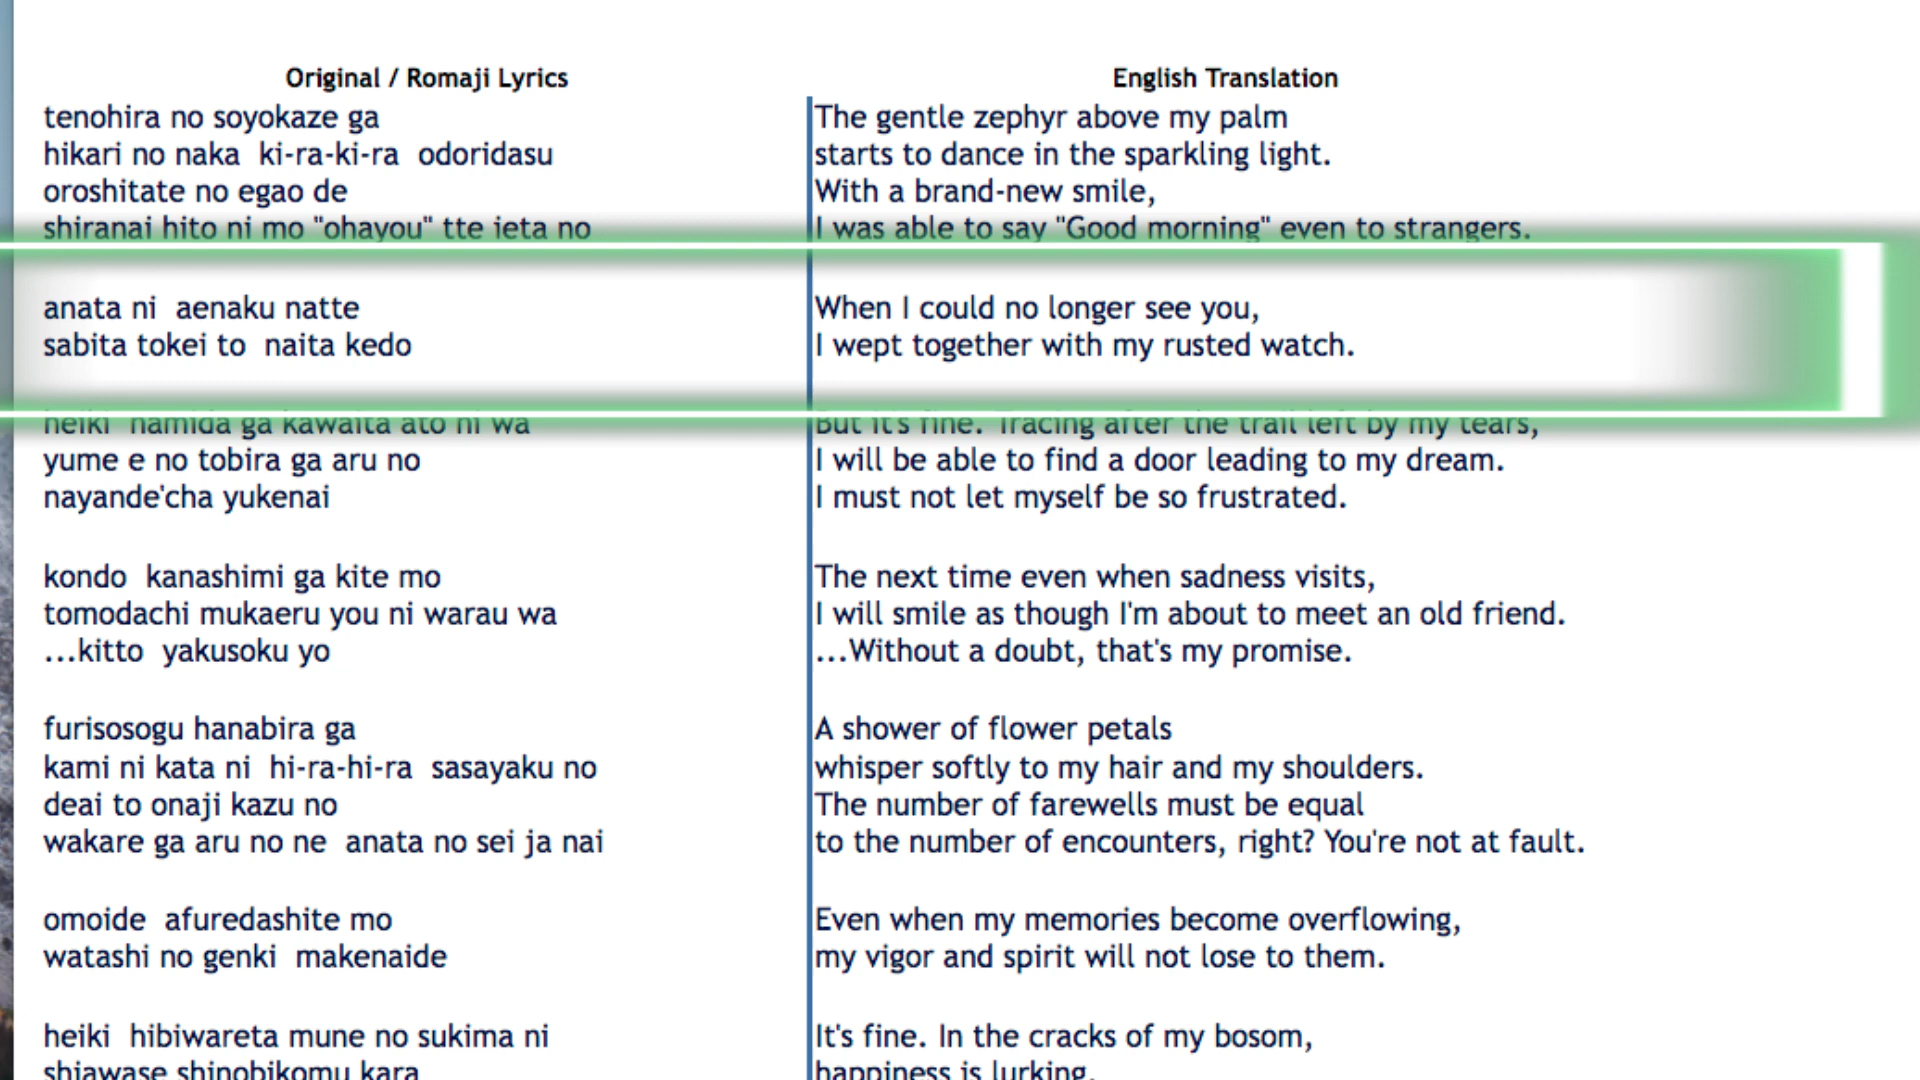 Original / Romaji Lyrics
tenohira no soyokaze ga
hikari no naka  ki-ra-ki-ra  odoridasu
oroshitate no egao de
shiranai hito ni mo "ohayou" tte ieta no
anata ni  aenaku natte
sabita tokei to  naita kedo
heiki  namida ga kawaita ato ni wa
yume e no tobira ga aru no
nayande'cha yukenai
kondo  kanashimi ga kite mo
tomodachi mukaeru you ni warau wa
...kitto  yakusoku yo
furisosogu hanabira ga
kami ni kata ni  hi-ra-hi-ra  sasayaku no
deai to onaji kazu no
wakare ga aru no ne  anata no sei ja nai
omoide  afuredashite mo
watashi no genki  makenaide
heiki  hibiwareta mune no sukima ni
shiawase shinobikomu kara
English Translation
The gentle zephyr above my palm
starts to dance in the sparkling light.
With a brand-new smile,
I was able to say "Good morning" even to strangers.
When I could no longer see you,
I wept together with my rusted watch.
But it's fine. Tracing after the trail left by my tears,
I will be able to find a door leading to my dream.
I must not let myself be so frustrated.
The next time even when sadness visits,
I will smile as though I'm about to meet an old friend.
...Without a doubt, that's my promise.
A shower of flower petals
whisper softly to my hair and my shoulders.
The number of farewells must be equal
to the number of encounters, right? You're not at fault.
Even when my memories become overflowing,
my vigor and spirit will not lose to them.
It's fine. In the cracks of my bosom,
happiness is lurking.